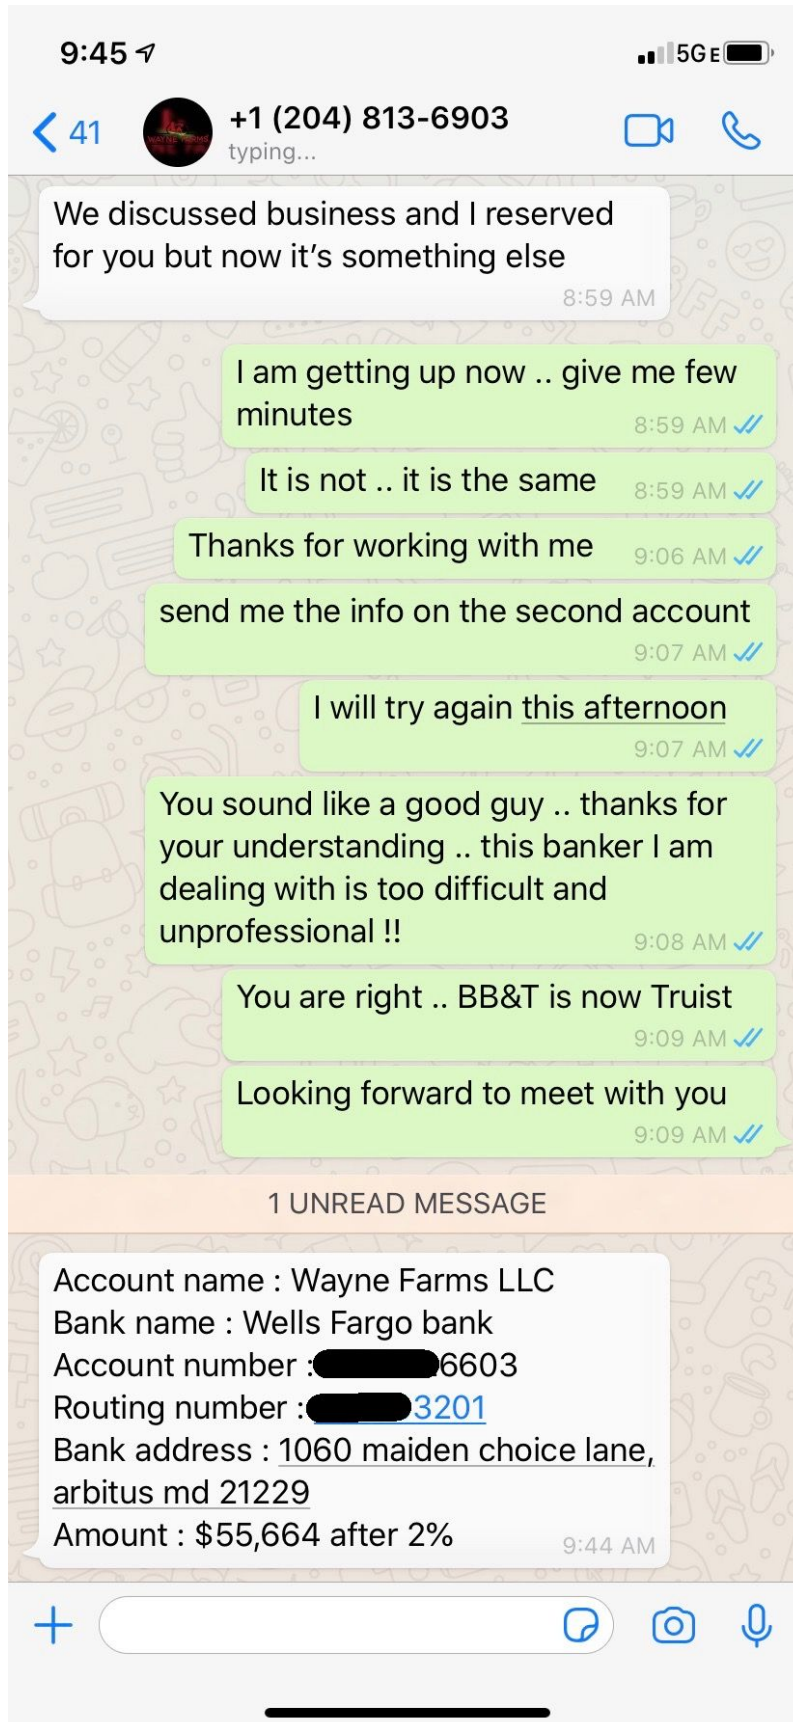 9:45
5GE
41
+1 (204) 813-6903
typing...
WAYNE FARMS
We discussed business and I reserved
for you but now it's something else
8:59 AM
I am getting up now .. give me few
minutes
8:59 AM
It is not .. it is the same
8:59 AM
Thanks for working with me
9:06 AM
send me the info on the second account
9:07 AM
I will try again this afternoon
9:07 AM
You sound like a good guy .. thanks for
your understanding .. this banker I am
dealing with is too difficult and
unprofessional !!
9:08 AM
You are right .. BB&T is now Truist
9:09 AM
Looking forward to meet with you
9:09 AM
1 UNREAD MESSAGE
Account name : Wayne Farms LLC
Bank name : Wells Fargo bank
Account number : 6603
Routing number : 3201
Bank address : 1060 maiden choice lane,
arbitus md 21229
Amount : $55,664 after 2%
9:44 AM